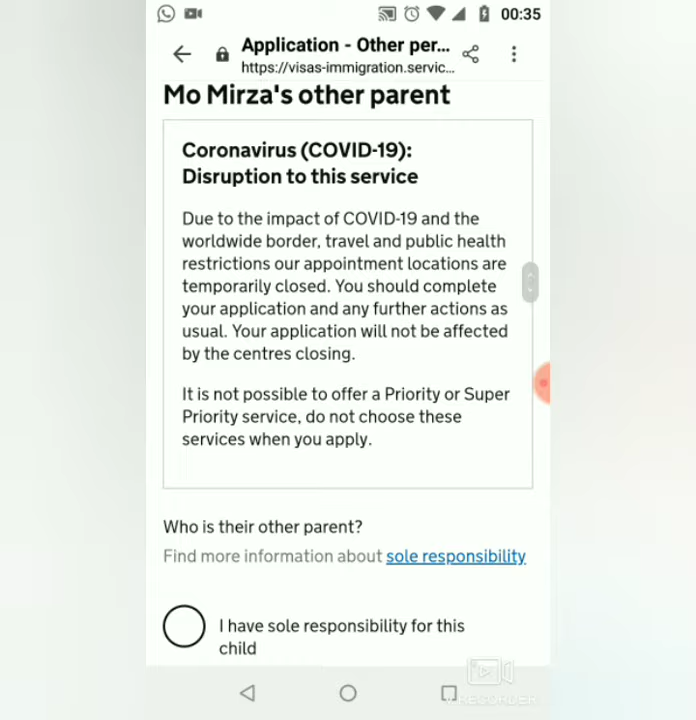 00:35
Application - Other per...
https://visas-immigration.servic...
Mo Mirza's other parent
Coronavirus (COVID-19):
Disruption to this service
Due to the impact of COVID-19 and the
worldwide border, travel and public health
restrictions our appointment locations are
temporarily closed. You should complete
your application and any further actions as
usual. Your application will not be affected
by the centres closing.
It is not possible to offer a Priority or Super
Priority service, do not choose these
services when you apply.
Who is their other parent?
Find more information about sole responsibility
I have sole responsibility for this
child